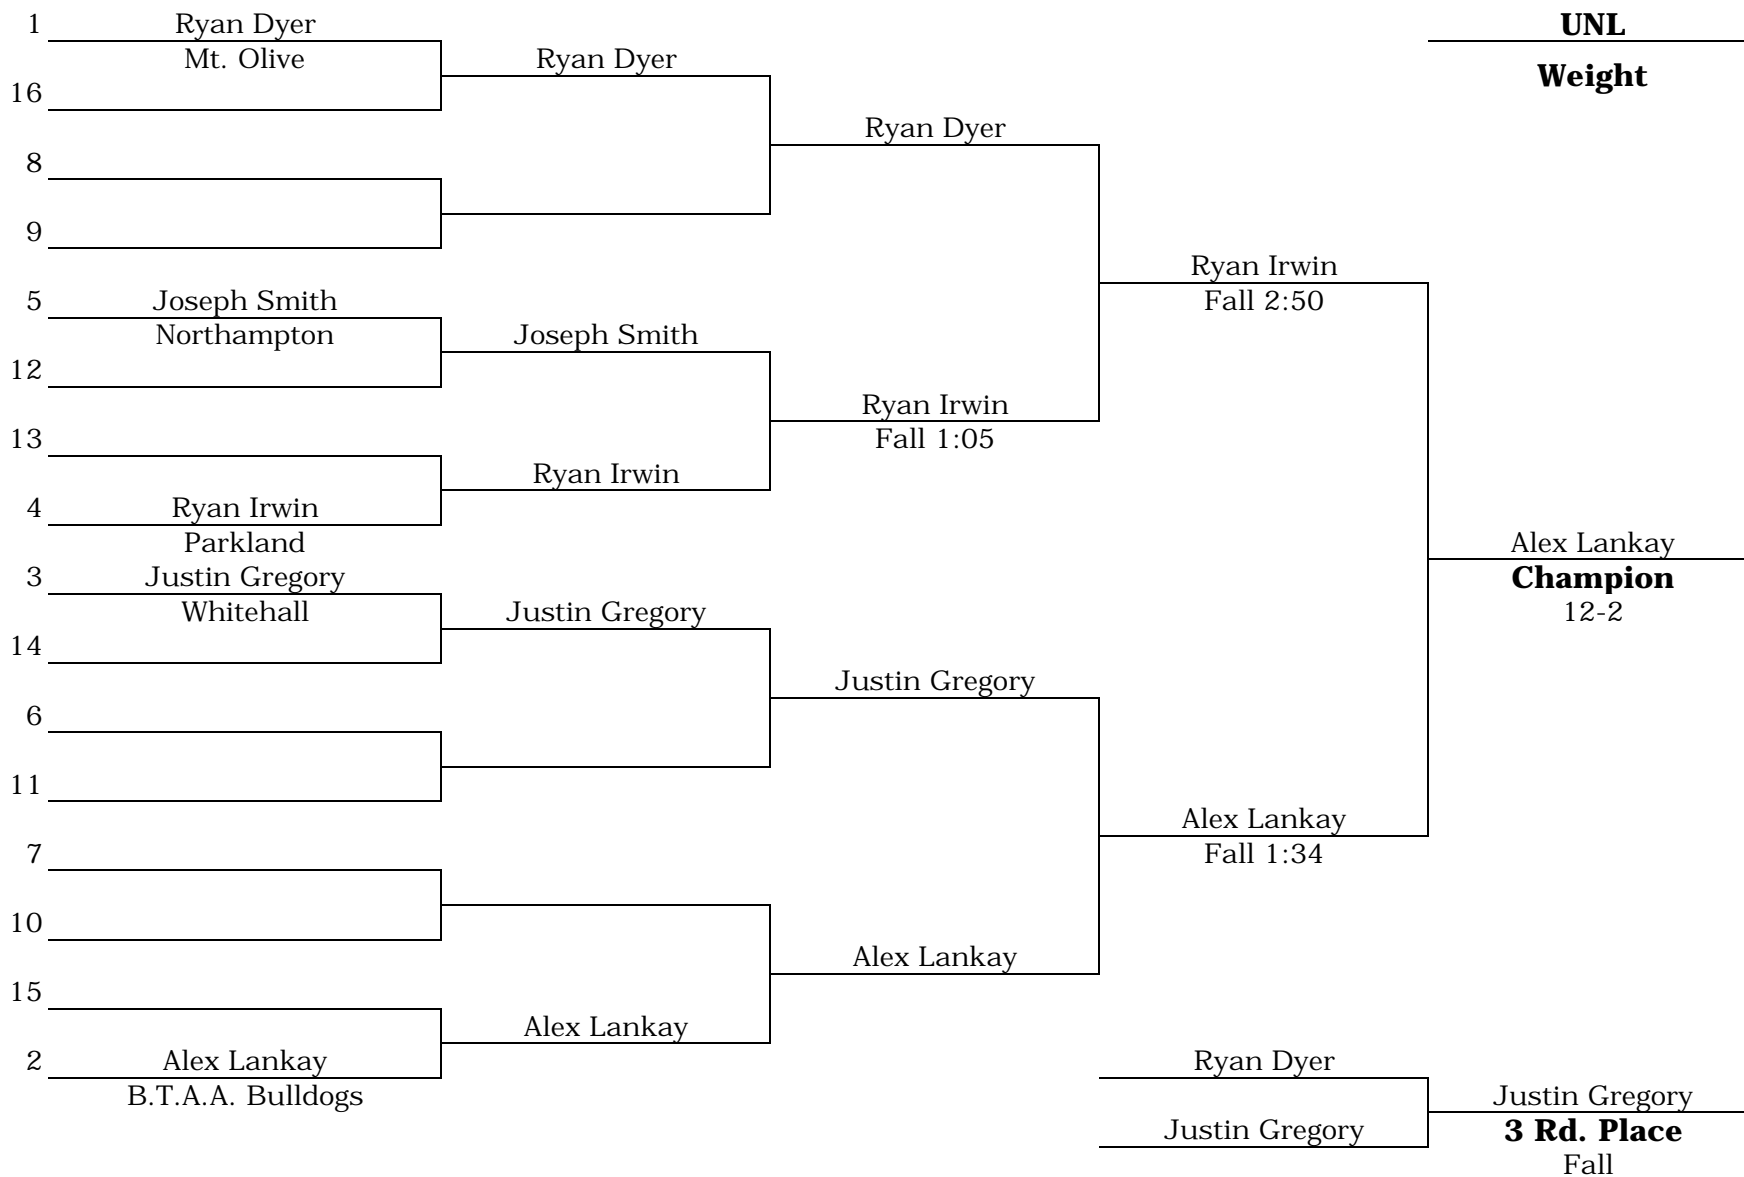 1
Ryan Dyer
Mt. Olive
16
8
9
5
Joseph Smith
Northampton
12
13
4
Ryan Irwin
Parkland
3
Justin Gregory
Whitehall
14
6
11
7
10
15
2
Alex Lankay
B.T.A.A. Bulldogs
Ryan Dyer
Joseph Smith
Ryan Irwin
Justin Gregory
Alex Lankay
Ryan Dyer
Ryan Irwin
Fall 1:05
Justin Gregory
Alex Lankay
Ryan Irwin
Fall 2:50
Alex Lankay
Fall 1:34
Ryan Dyer
Justin Gregory
UNL
Weight
Alex Lankay
Champion
12-2
Justin Gregory
3 Rd. Place
Fall